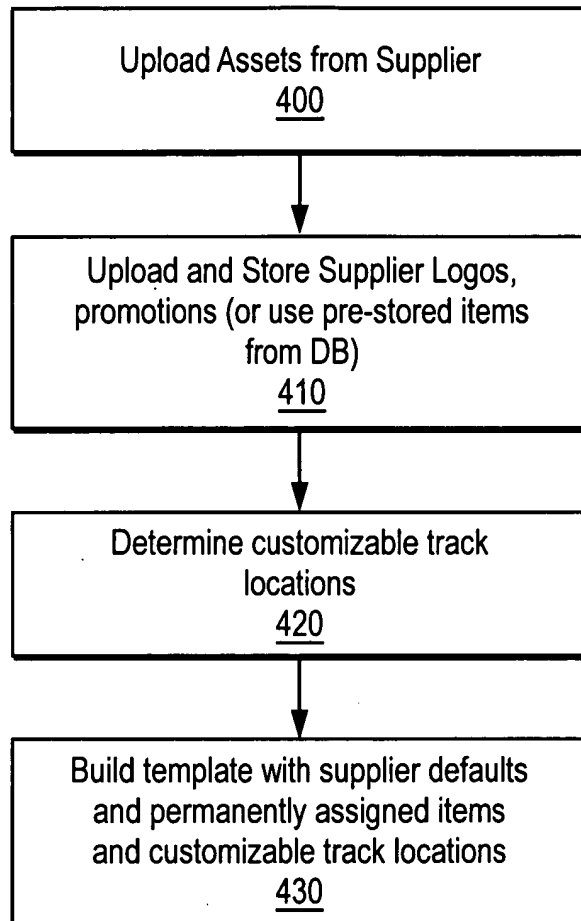 Upload Assets from Supplier
400
Upload and Store Supplier Logos,
promotions (or use pre-stored items
from DB)
410
Determine customizable track
locations
420
Build template with supplier defaults
and permanently assigned items
and customizable track locations
430